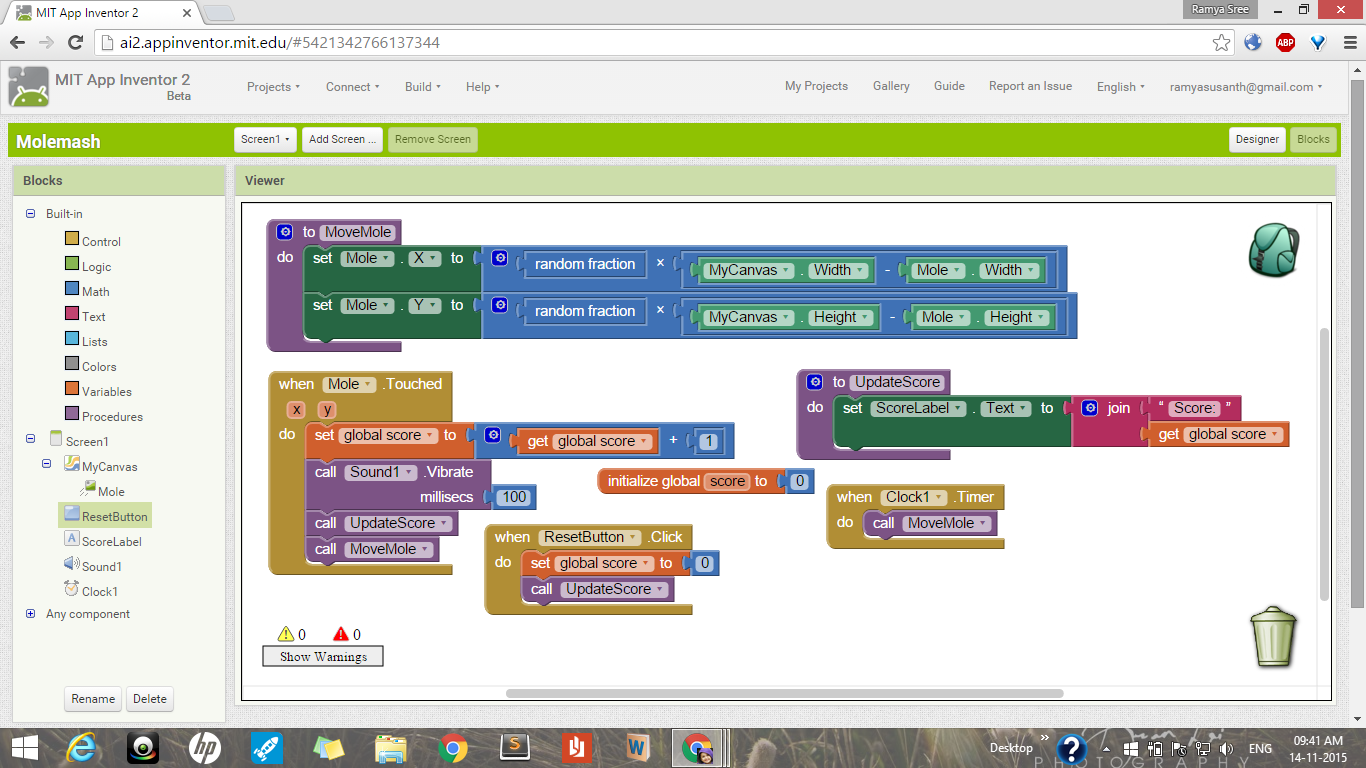 MIT App Inventor 2
Ramya Sree
ai2.appinventor.mit.edu/#5421342766137344
ABP
MIT App Inventor 2
Beta
Projects Connect Build Help
My Projects Gallery Guide Report an Issue English ramyasusanth@gmail.com
Molemash
Screen1 Add Screen ... Remove Screen
Designer Blocks
Blocks
Viewer
Built-in
Control
Logic
Math
Text
Lists
Colors
Variables
Procedures
Screen1
MyCanvas
Mole
ResetButton
A ScoreLabel
Sound1
Clock1
Any component
Rename Delete
to MoveMole
do set Mole . X to random fraction × MyCanvas . Width - Mole . Width
set Mole . Y to random fraction × MyCanvas . Height - Mole . Height
when Mole .Touched
x y
do set global score to get global score + 1
call Sound1 .Vibrate
millisecs 100
call UpdateScore
call MoveMole
initialize global score to 0
when ResetButton .Click
do set global score to 0
call UpdateScore
to UpdateScore
do set ScoreLabel . Text to join “ Score: ”
get global score
when Clock1 .Timer
do call MoveMole
0 0
Show Warnings
hp
S
W
Desktop »
?
ENG
09:41 AM
14-11-2015
PHOTOGRAPHY